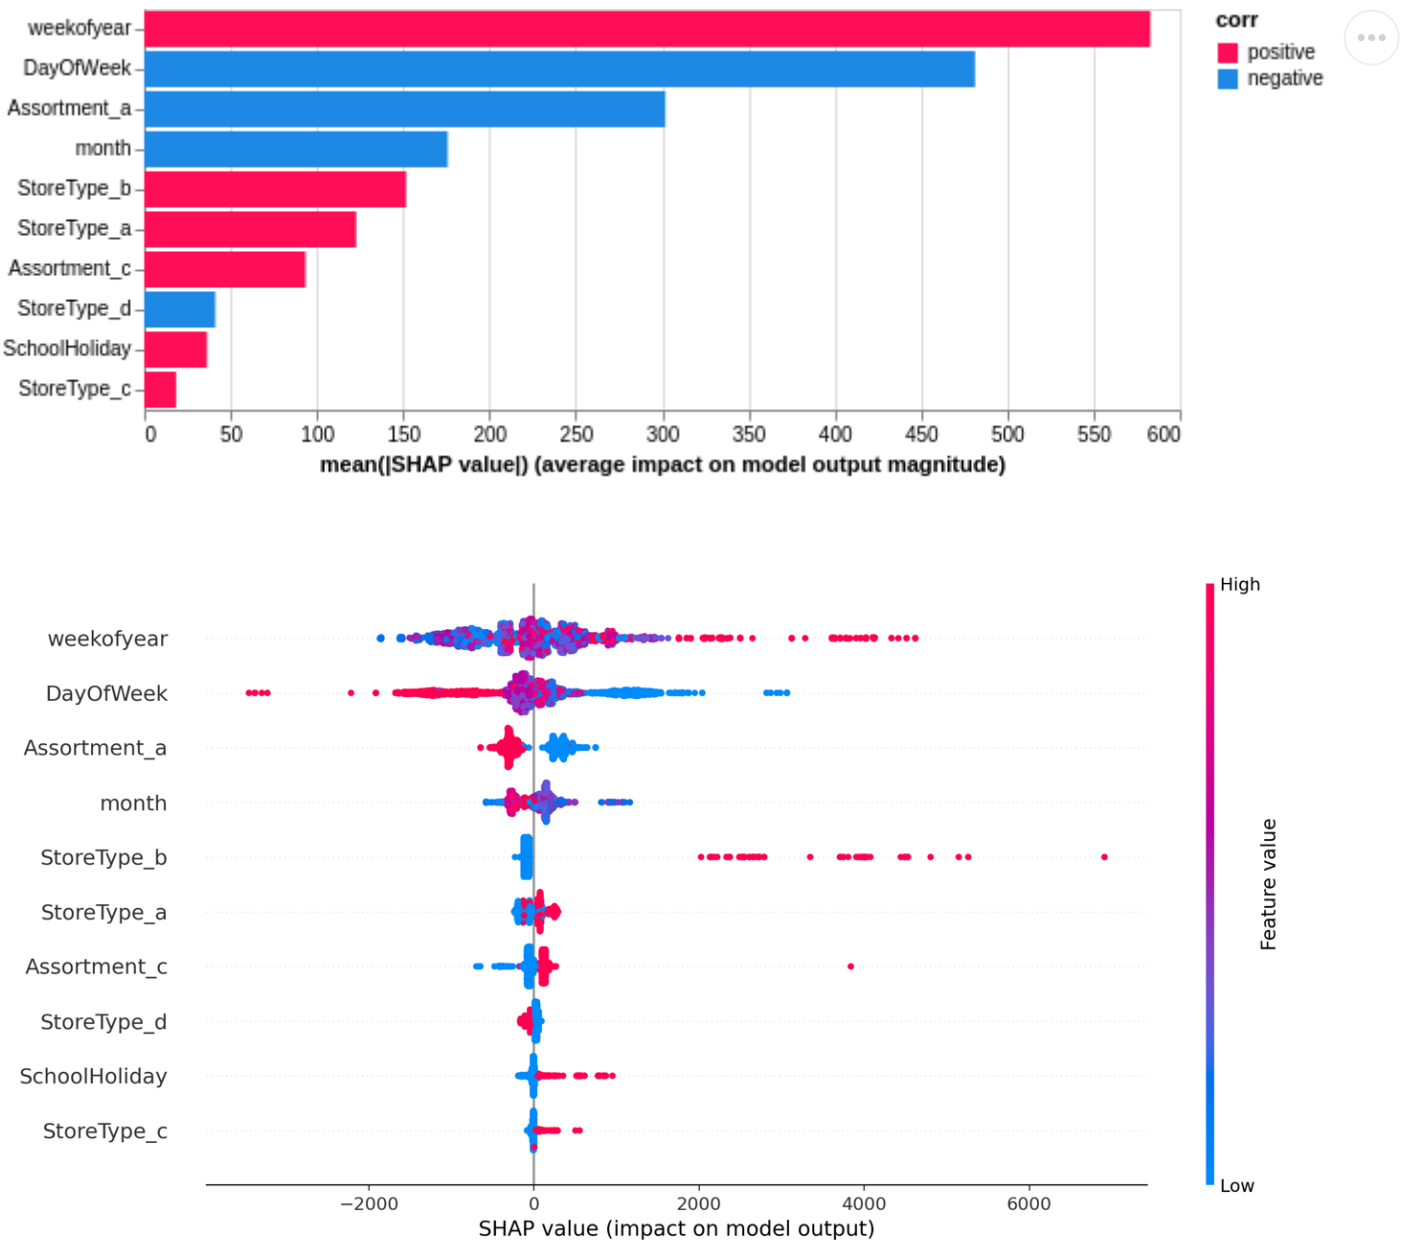 weekofyear
DayOfWeek
Assortment_a
month
StoreType_b
StoreType_a
Assortment_c
StoreType_d
SchoolHoliday
StoreType_c
0 50 100 150 200 250 300 350 400 450 500 550 600
mean(|SHAP value|) (average impact on model output magnitude)
corr
positive
negative
High
weekofyear
DayOfWeek
Assortment_a
month
StoreType_b
StoreType_a
Assortment_c
StoreType_d
SchoolHoliday
StoreType_c
−2000 0 2000 4000 6000
SHAP value (impact on model output)
Feature value
Low